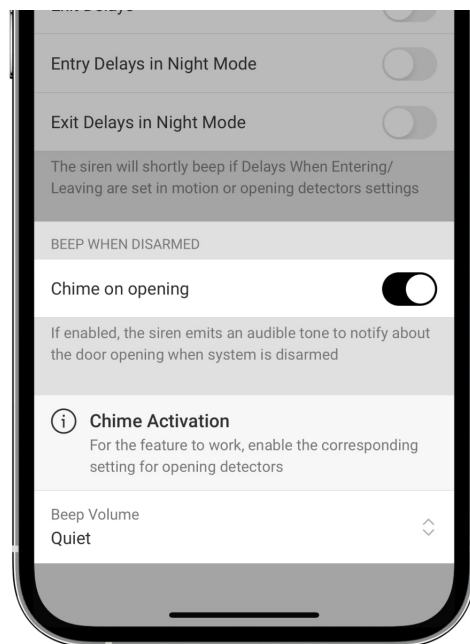 Entry Delays in Night Mode
Exit Delays in Night Mode
The siren will shortly beep if Delays When Entering/
Leaving are set in motion or opening detectors settings
BEEP WHEN DISARMED
Chime on opening
If enabled, the siren emits an audible tone to notify about
the door opening when system is disarmed
Chime Activation
For the feature to work, enable the corresponding
setting for opening detectors
Beep Volume
Quiet